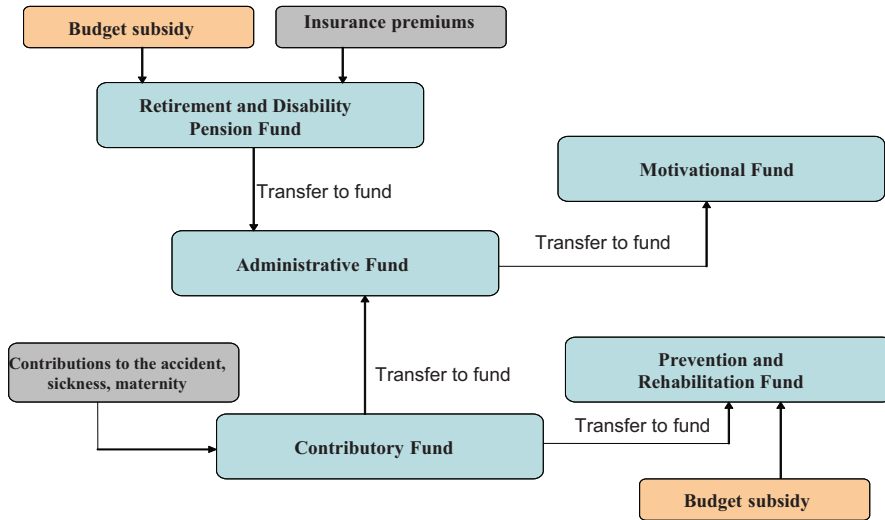 Budget subsidy
Insurance premiums
Retirement and Disability
Pension Fund
Transfer to fund
Motivational Fund
Transfer to fund
Administrative Fund
Contributions to the accident,
sickness, maternity
Transfer to fund
Prevention and
Rehabilitation Fund
Transfer to fund
Contributory Fund
Budget subsidy